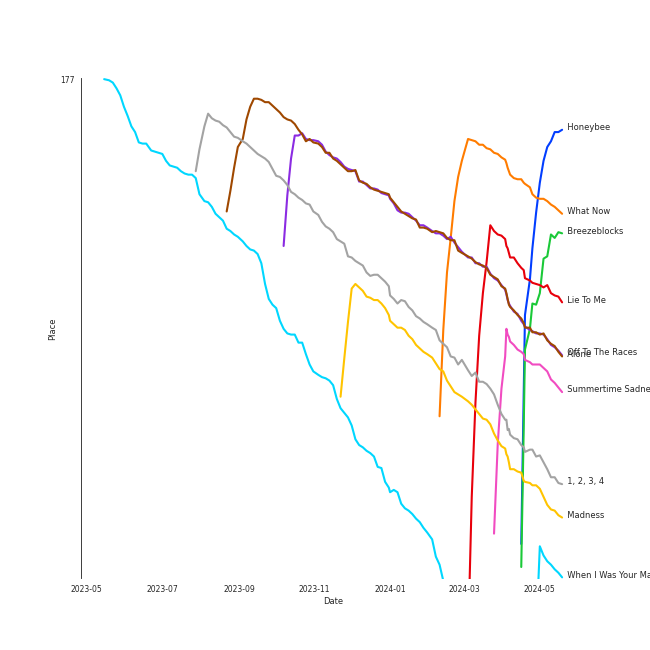 177
Honeybee
What Now
Breezeblocks
Lie To Me
Off To The Races
Alone
Summertime Sadne
1, 2, 3, 4
Madness
When I Was Your Ma
Place
2023-05 2023-07 2023-09 2023-11 2024-01 2024-03 2024-05
Date